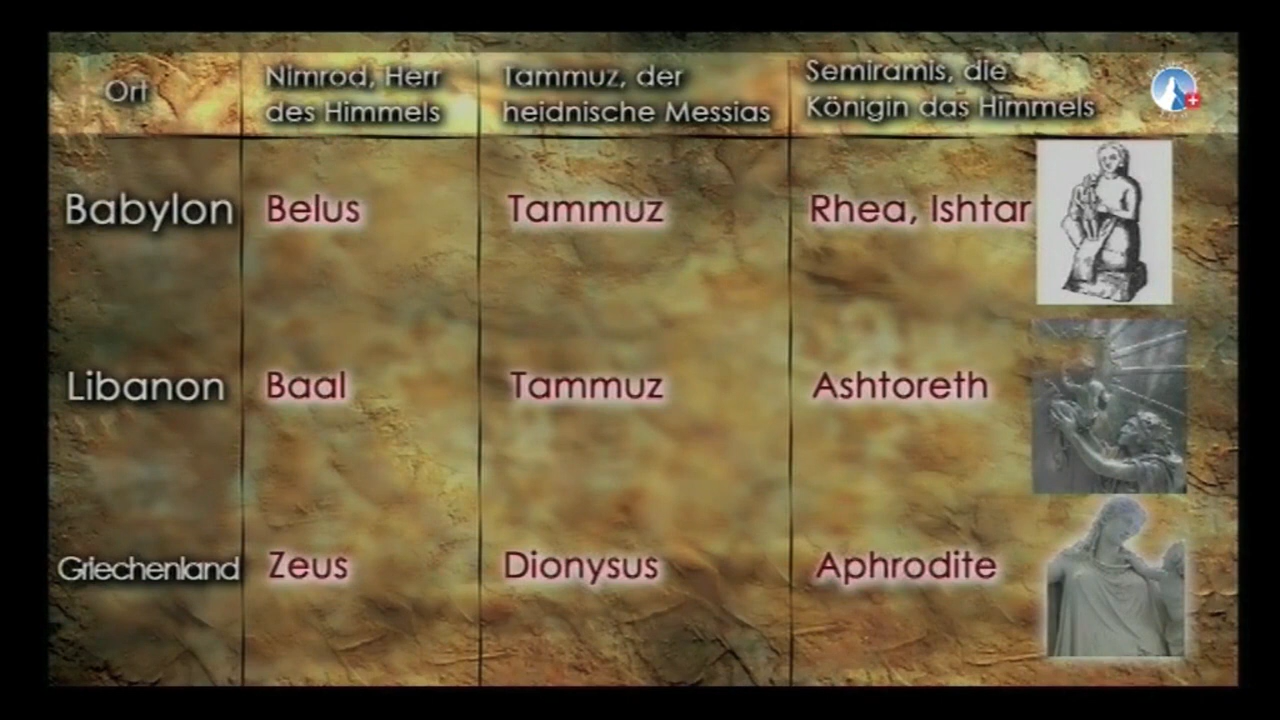 Ort
Nimrod, Herr
des Himmels
Tammuz, der
heidnische Messias
Semiramis, die
Königin das Himmels
Babylon
Belus
Tammuz
Rhea, Ishtar
Libanon
Baal
Tammuz
Ashtoreth
Griechenland
Zeus
Dionysus
Aphrodite